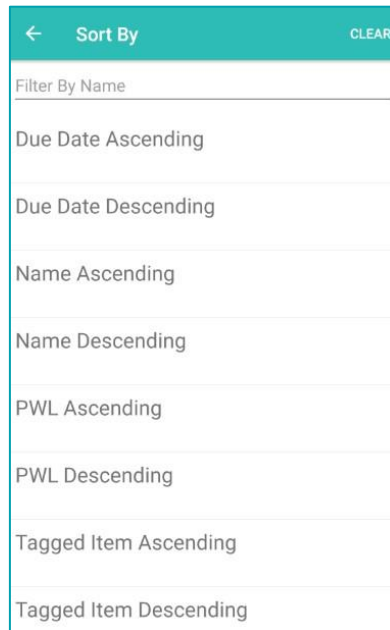 ← Sort By CLEAR
Filter By Name
Due Date Ascending
Due Date Descending
Name Ascending
Name Descending
PWL Ascending
PWL Descending
Tagged Item Ascending
Tagged Item Descending